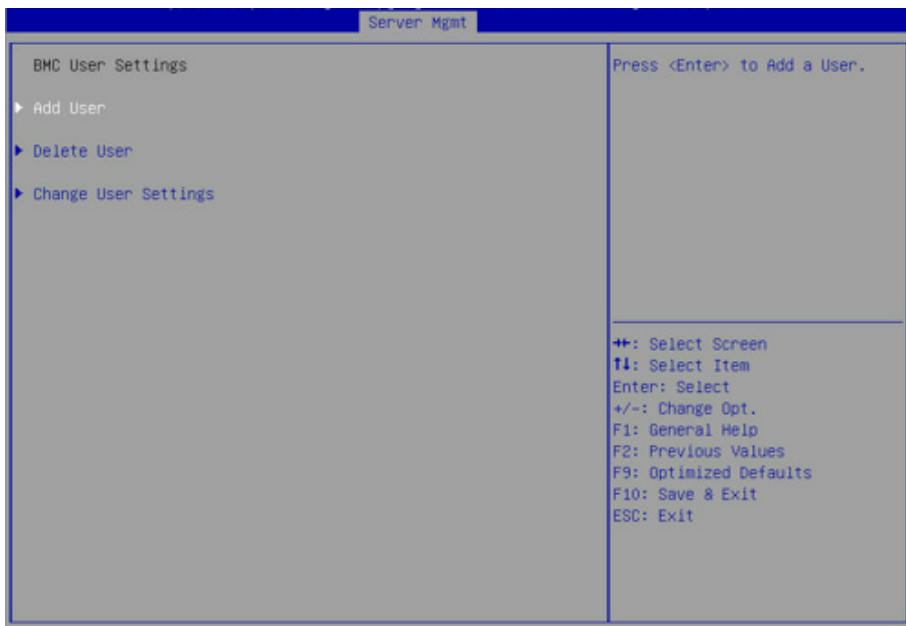 Server Mgmt
BMC User Settings
Add User
Delete User
Change User Settings
Press <Enter> to Add a User.
: Select Screen
↑↓: Select Item
Enter: Select
+/-: Change Opt.
F1: General Help
F2: Previous Values
F9: Optimized Defaults
F10: Save & Exit
ESC: Exit